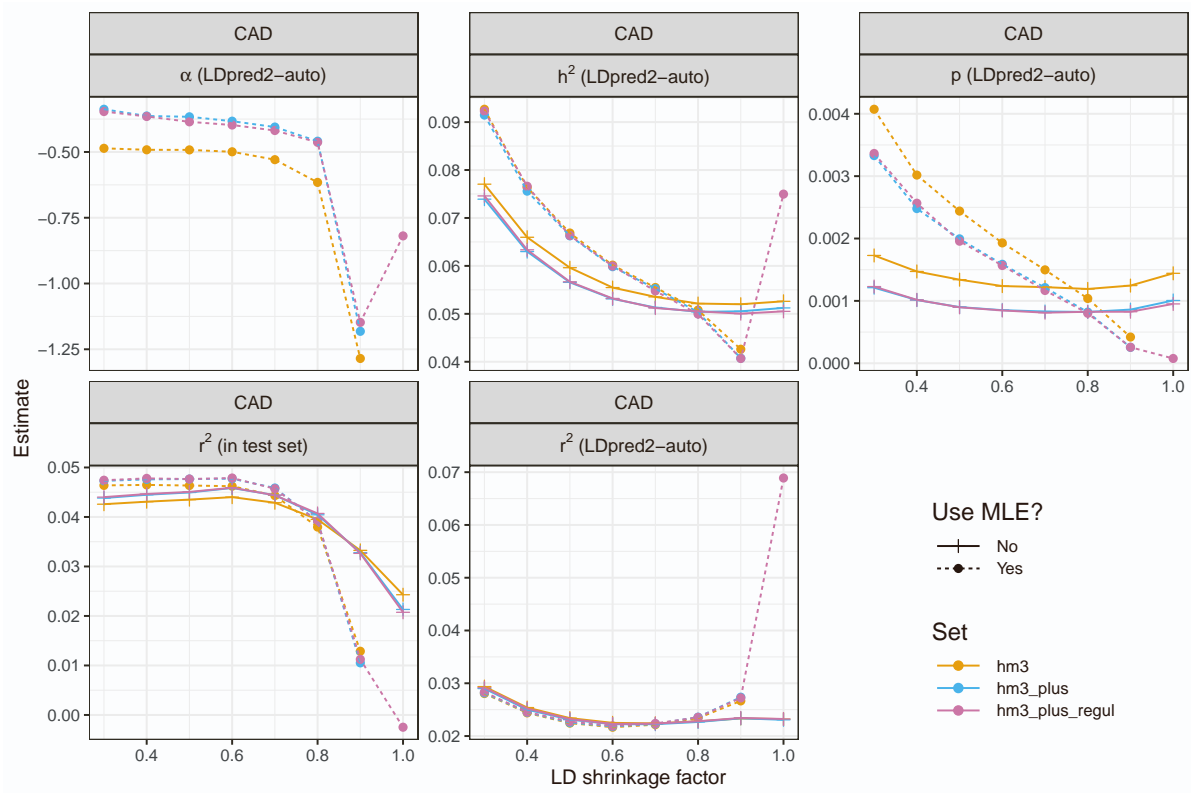 CAD
α (LDpred2−auto)
−0.50
−0.75
−1.00
−1.25
CAD
h² (LDpred2−auto)
0.09
0.08
0.07
0.06
0.05
0.04
CAD
p (LDpred2−auto)
0.004
0.003
0.002
0.001
0.000
0.4 0.6 0.8 1.0
Estimate
CAD
r² (in test set)
0.05
0.04
0.03
0.02
0.01
0.00
0.4 0.6 0.8 1.0
CAD
r² (LDpred2−auto)
0.07
0.06
0.05
0.04
0.03
0.02
0.4 0.6 0.8 1.0
LD shrinkage factor
Use MLE?
No
Yes
Set
hm3
hm3_plus
hm3_plus_regul